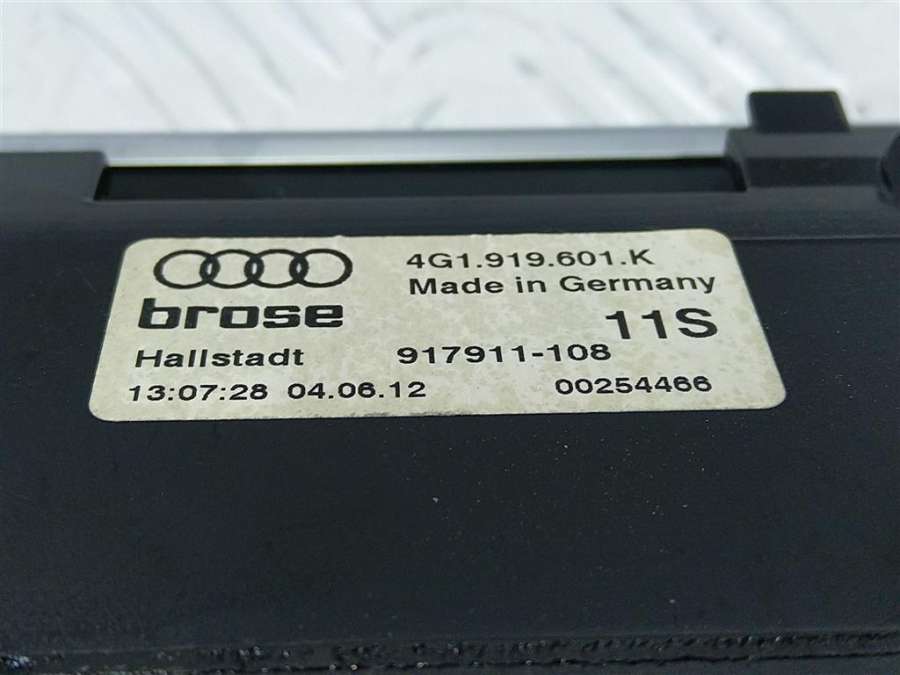 4G1.919.601.K
Made in Germany
brose
11S
Hallstadt 917911-108
13:07:28 04.06.12 00254466